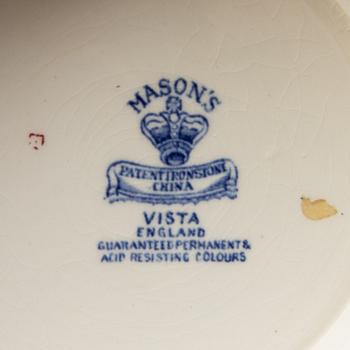 MASON'S
PATENT IRONSTONE
CHINA
VISTA
ENGLAND
GUARANTEED PERMANENT &
ACID RESISTING COLOURS